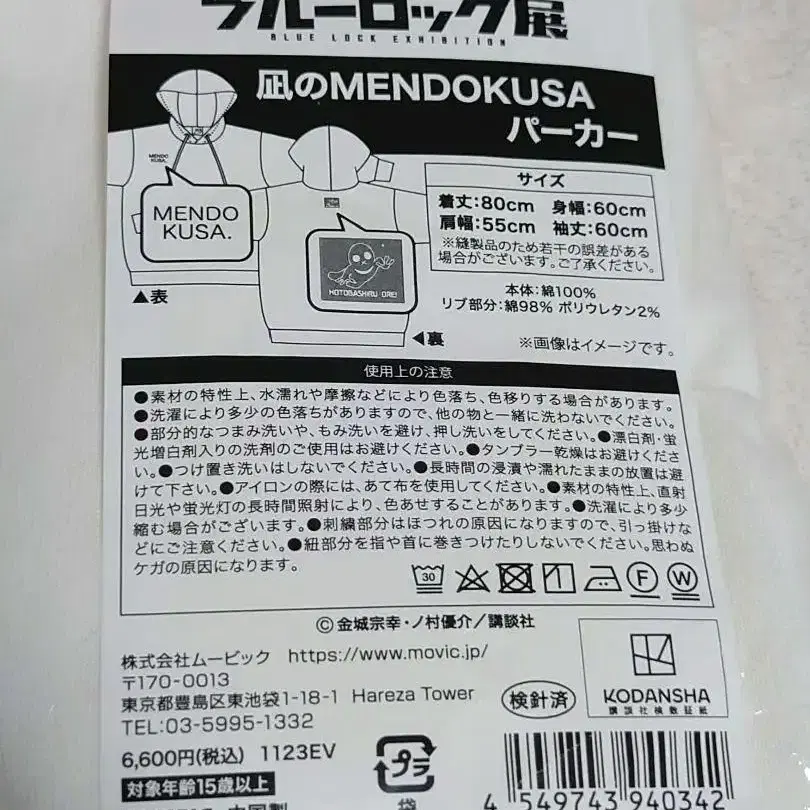 ブルーロック展
BLUE LOCK EXHIBITION
凪のMENDOKUSA
パーカー
MENDO
KUSA.
MENDO
KUSA.
HOTOBASHIRU ORE!
▲表
◀裏
サイズ
着丈:80cm 身幅:60cm
肩幅:55cm 袖丈:60cm
※縫製品のため若干の誤差がある
場合がございます。ご了承ください。
本体:綿100%
リブ部分:綿98% ポリウレタン2%
※画像はイメージです。
使用上の注意
●素材の特性上、水濡れや摩擦などにより色落ち、色移りする場合があります。
●洗濯により多少の色落ちがありますので、他の物と一緒に洗わないでください。
●部分的なつまみ洗いや、もみ洗いを避け、押し洗いをしてください。●漂白剤・蛍
光増白剤入りの洗剤のご使用はお避けください。●タンブラー乾燥はお避けくださ
い。●つけ置き洗いはしないでください。●長時間の浸漬や濡れたままの放置は避
けて下さい。●アイロンの際には、あて布を使用してください。●素材の特性上、直射
日光や蛍光灯の長時間照射により、色あせすることがあります。●洗濯により多少
縮む場合がございます。●刺繍部分はほつれの原因になりますので、引っ掛けな
どにご注意ください。●紐部分を指や首に巻きつけたりしないでください。思わぬ
ケガの原因になります。
30
F
W
Ⓒ金城宗幸・ノ村優介/講談社
株式会社ムービック https://www.movic.jp/
〒170-0013
東京都豊島区東池袋1-18-1 Hareza Tower
TEL:03-5995-1332
検針済
KODANSHA
講談社検数証紙
6,600円(税込) 1123EV
対象年齢15歳以上
中国製
プラ
袋
4 549743 940342